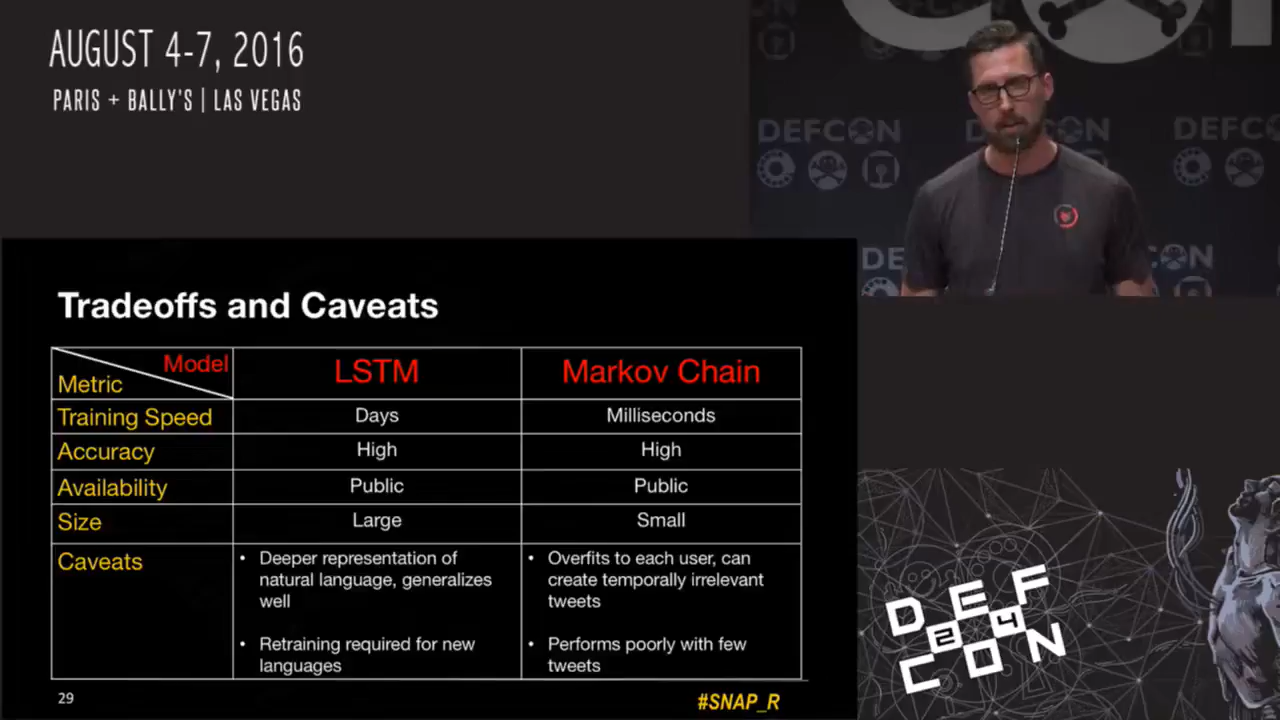 AUGUST 4-7, 2016
PARIS + BALLY'S | LAS VEGAS
DEFCON
DEFCON
Tradeoffs and Caveats
Model
Metric
LSTM
Markov Chain
Training Speed
Days
Milliseconds
Accuracy
High
High
Availability
Public
Public
Size
Large
Small
Caveats
• Deeper representation of
natural language, generalizes
well
• Retraining required for new
languages
• Overfits to each user, can
create temporally irrelevant
tweets
• Performs poorly with few
tweets
29
#SNAP_R
DEF
24
CON